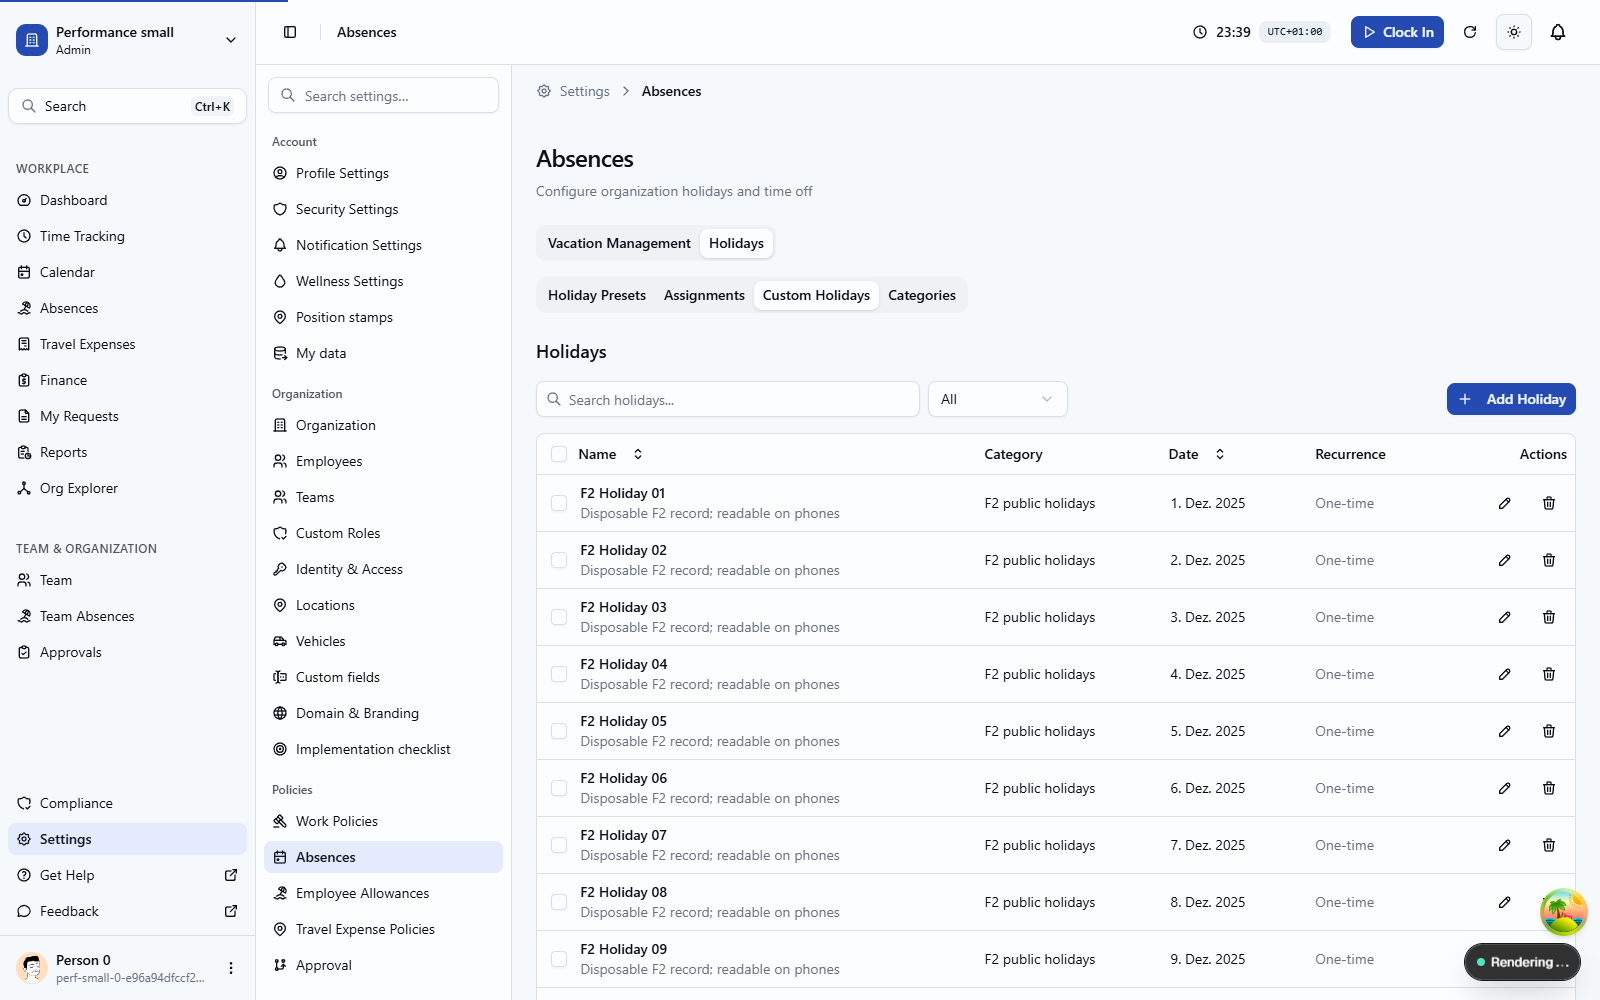 Performance small
Admin
Search
Ctrl+K
WORKPLACE
Dashboard
Time Tracking
Calendar
Absences
Travel Expenses
Finance
My Requests
Reports
Org Explorer
TEAM & ORGANIZATION
Team
Team Absences
Approvals
Compliance
Settings
Get Help
Feedback
Person 0
perf-small-0-e96a94dfccf2...
Absences
23:39
UTC+01:00
Clock In
Search settings...
Account
Profile Settings
Security Settings
Notification Settings
Wellness Settings
Position stamps
My data
Organization
Organization
Employees
Teams
Custom Roles
Identity & Access
Locations
Vehicles
Custom fields
Domain & Branding
Implementation checklist
Policies
Work Policies
Absences
Employee Allowances
Travel Expense Policies
Approval
Settings > Absences
Absences
Configure organization holidays and time off
Vacation Management Holidays
Holiday Presets Assignments Custom Holidays Categories
Holidays
Search holidays... All Add Holiday
Name Category Date Recurrence Actions
F2 Holiday 01
Disposable F2 record; readable on phones
F2 public holidays 1. Dez. 2025 One-time
F2 Holiday 02
Disposable F2 record; readable on phones
F2 public holidays 2. Dez. 2025 One-time
F2 Holiday 03
Disposable F2 record; readable on phones
F2 public holidays 3. Dez. 2025 One-time
F2 Holiday 04
Disposable F2 record; readable on phones
F2 public holidays 4. Dez. 2025 One-time
F2 Holiday 05
Disposable F2 record; readable on phones
F2 public holidays 5. Dez. 2025 One-time
F2 Holiday 06
Disposable F2 record; readable on phones
F2 public holidays 6. Dez. 2025 One-time
F2 Holiday 07
Disposable F2 record; readable on phones
F2 public holidays 7. Dez. 2025 One-time
F2 Holiday 08
Disposable F2 record; readable on phones
F2 public holidays 8. Dez. 2025 One-time
F2 Holiday 09
Disposable F2 record; readable on phones
F2 public holidays 9. Dez. 2025 One-time
Rendering...